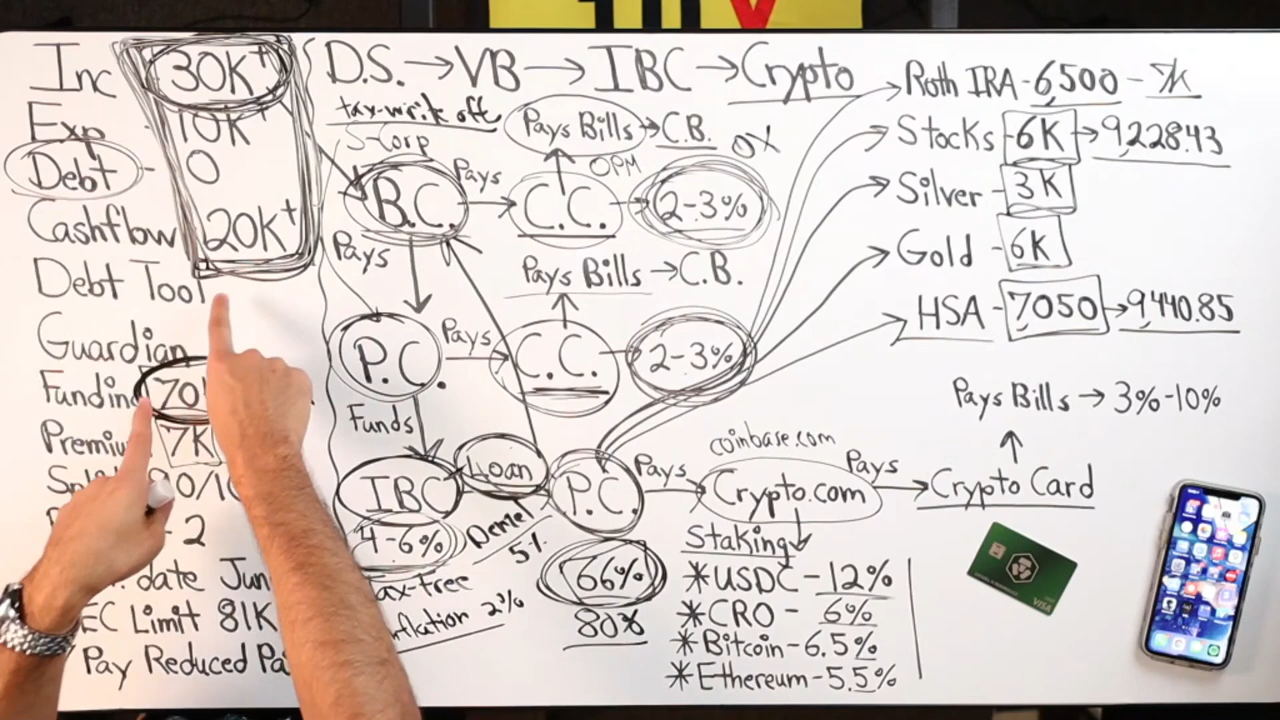 Inc 30K+
Exp - 10K+
Debt - 0
Cashflow 20K+
Debt Tool
Guardian
Funding 70
Premium 7K
2
date Jun
EC Limit 81K
Pay Reduced Pa
D.S. → VB → IBC → Crypto
tax-write off
S-Corp
Pays Bills → C.B.
0%
OPM
B.C. Pays → C.C. → 2-3%
Pays
Pays Bills → C.B.
P.C. Pays → C.C. → 2-3%
Funds
IBC Loan P.C. Pays → Crypto.com Pays → Crypto Card
coinbase.com
4-6%
5%
66%
80%
tax-free
Inflation 2%
Staking
*USDC - 12%
*CRO - 6%
*Bitcoin - 6.5%
*Ethereum - 5.5%
Roth IRA - 6,500 - 7K
Stocks 6K → 9,228.43
Silver - 3K
Gold - 6K
HSA - 7050 → 9,440.85
Pays Bills → 3%-10%
VISA